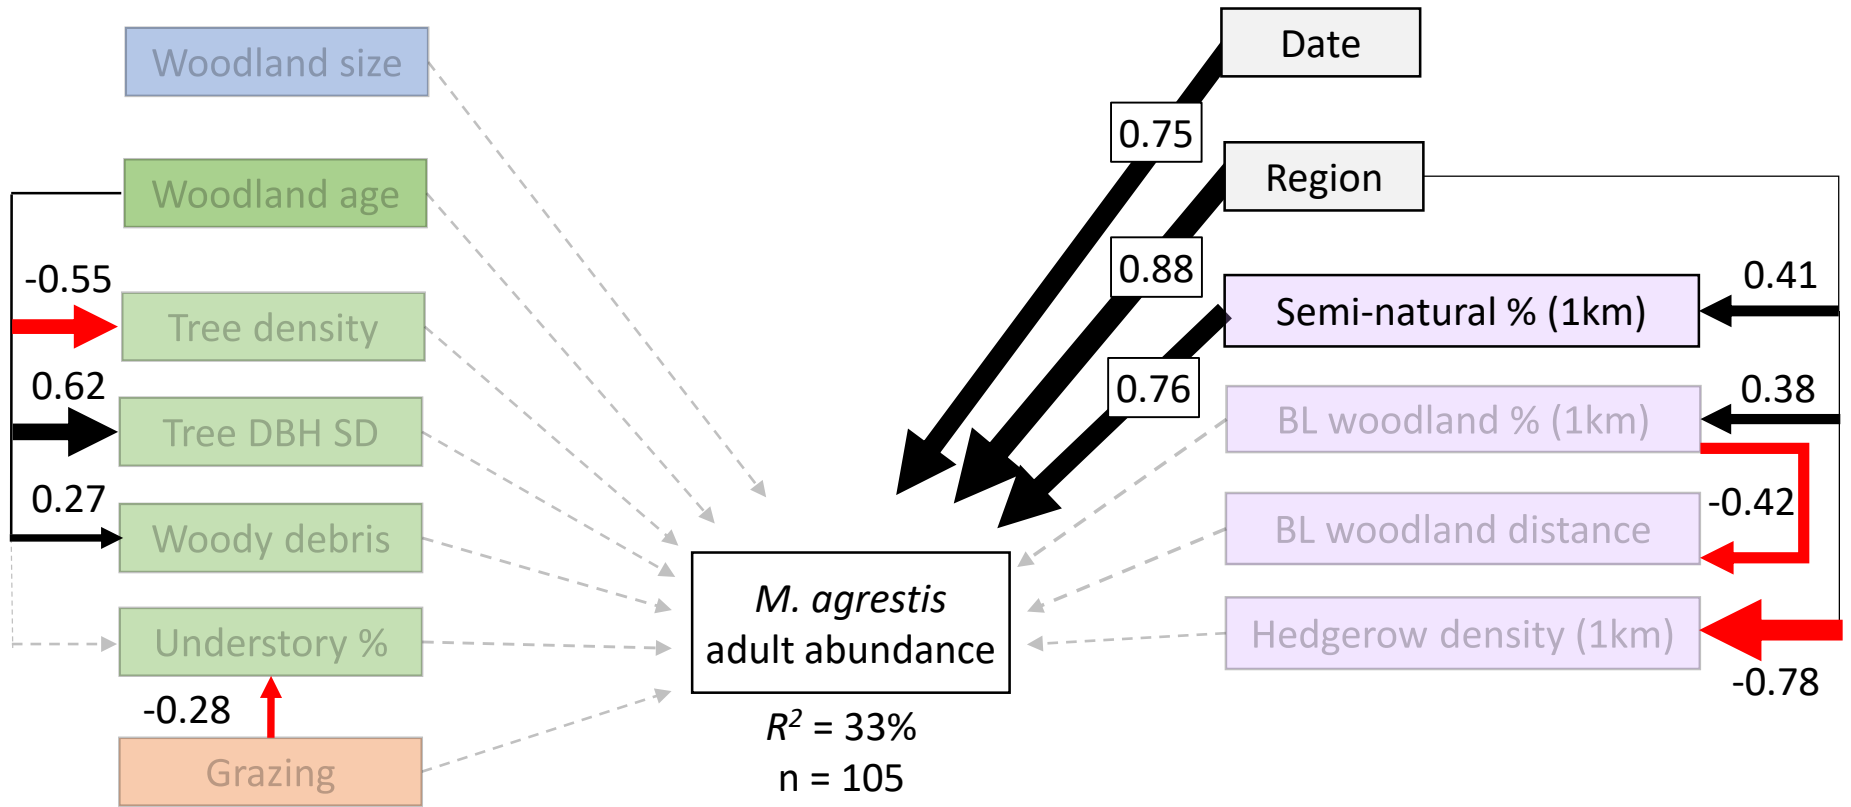 Woodland size
Woodland age
-0.55
Tree density
0.62
Tree DBH SD
0.27
Woody debris
Understory %
-0.28
Grazing
M. agrestis
adult abundance
R² = 33%
n = 105
Date
0.75
Region
0.88
Semi-natural % (1km)
0.41
0.76
BL woodland % (1km)
0.38
BL woodland distance
-0.42
Hedgerow density (1km)
-0.78